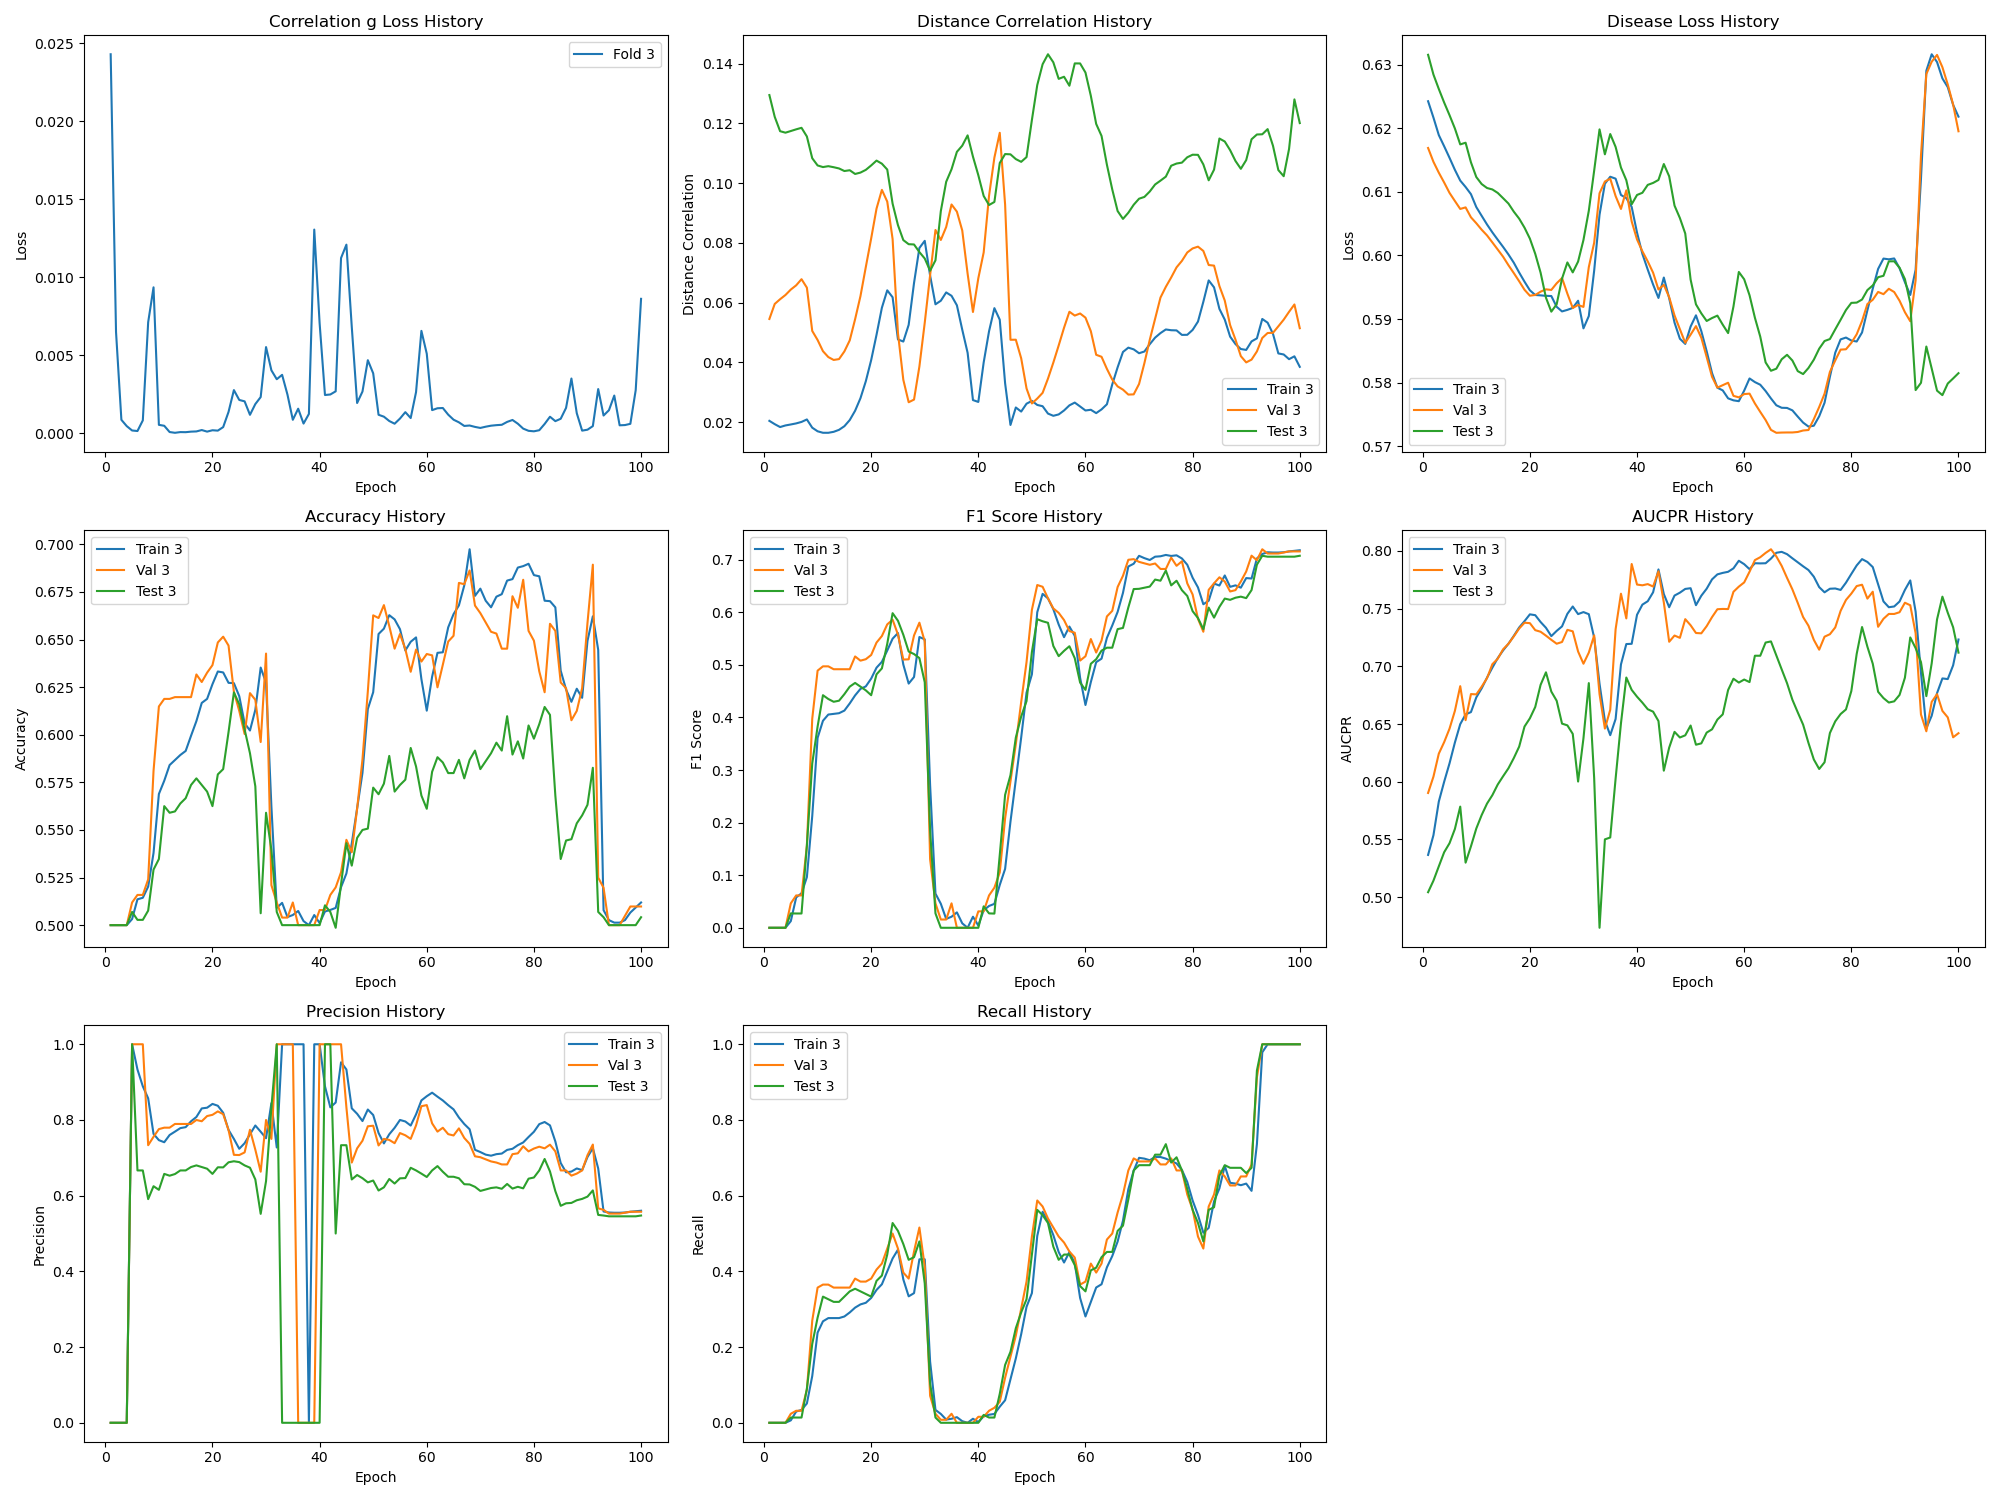 Correlation g Loss History
0.025
0.020
0.015
0.010
0.005
0.000
Loss
Fold 3
0 20 40 60 80 100
Epoch
Distance Correlation History
0.14
0.12
0.10
0.08
0.06
0.04
0.02
Distance Correlation
Train 3
Val 3
Test 3
0 20 40 60 80 100
Epoch
Disease Loss History
0.63
0.62
0.61
0.60
0.59
0.58
0.57
Loss
Train 3
Val 3
Test 3
0 20 40 60 80 100
Epoch
Accuracy History
0.700
0.675
0.650
0.625
0.600
0.575
0.550
0.525
0.500
Accuracy
Train 3
Val 3
Test 3
0 20 40 60 80 100
Epoch
F1 Score History
0.7
0.6
0.5
0.4
0.3
0.2
0.1
0.0
F1 Score
Train 3
Val 3
Test 3
0 20 40 60 80 100
Epoch
AUCPR History
0.80
0.75
0.70
0.65
0.60
0.55
0.50
AUCPR
Train 3
Val 3
Test 3
0 20 40 60 80 100
Epoch
Precision History
1.0
0.8
0.6
0.4
0.2
0.0
Precision
Train 3
Val 3
Test 3
0 20 40 60 80 100
Epoch
Recall History
1.0
0.8
0.6
0.4
0.2
0.0
Recall
Train 3
Val 3
Test 3
0 20 40 60 80 100
Epoch